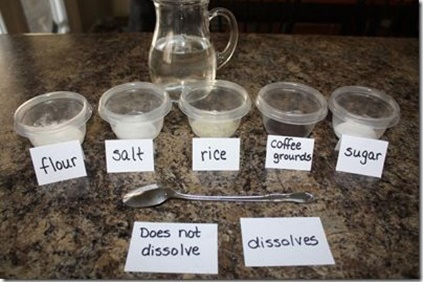 flour
salt
rice
coffee
grounds
sugar
Does not
dissolve
dissolves